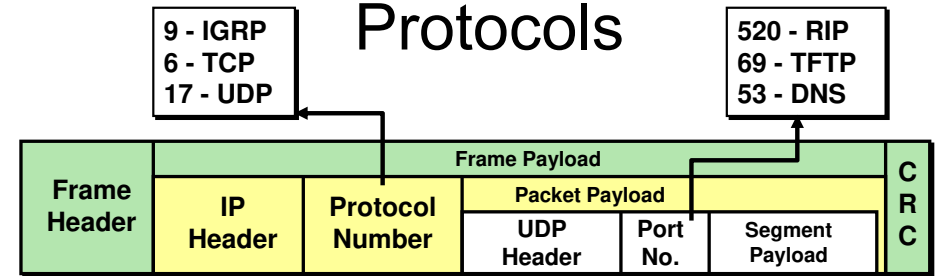 Protocols
9 - IGRP
6 - TCP
17 - UDP
520 - RIP
69 - TFTP
53 - DNS
Frame
Header
Frame Payload
C
R
C
IP
Header
Protocol
Number
Packet Payload
UDP
Header
Port
No.
Segment
Payload